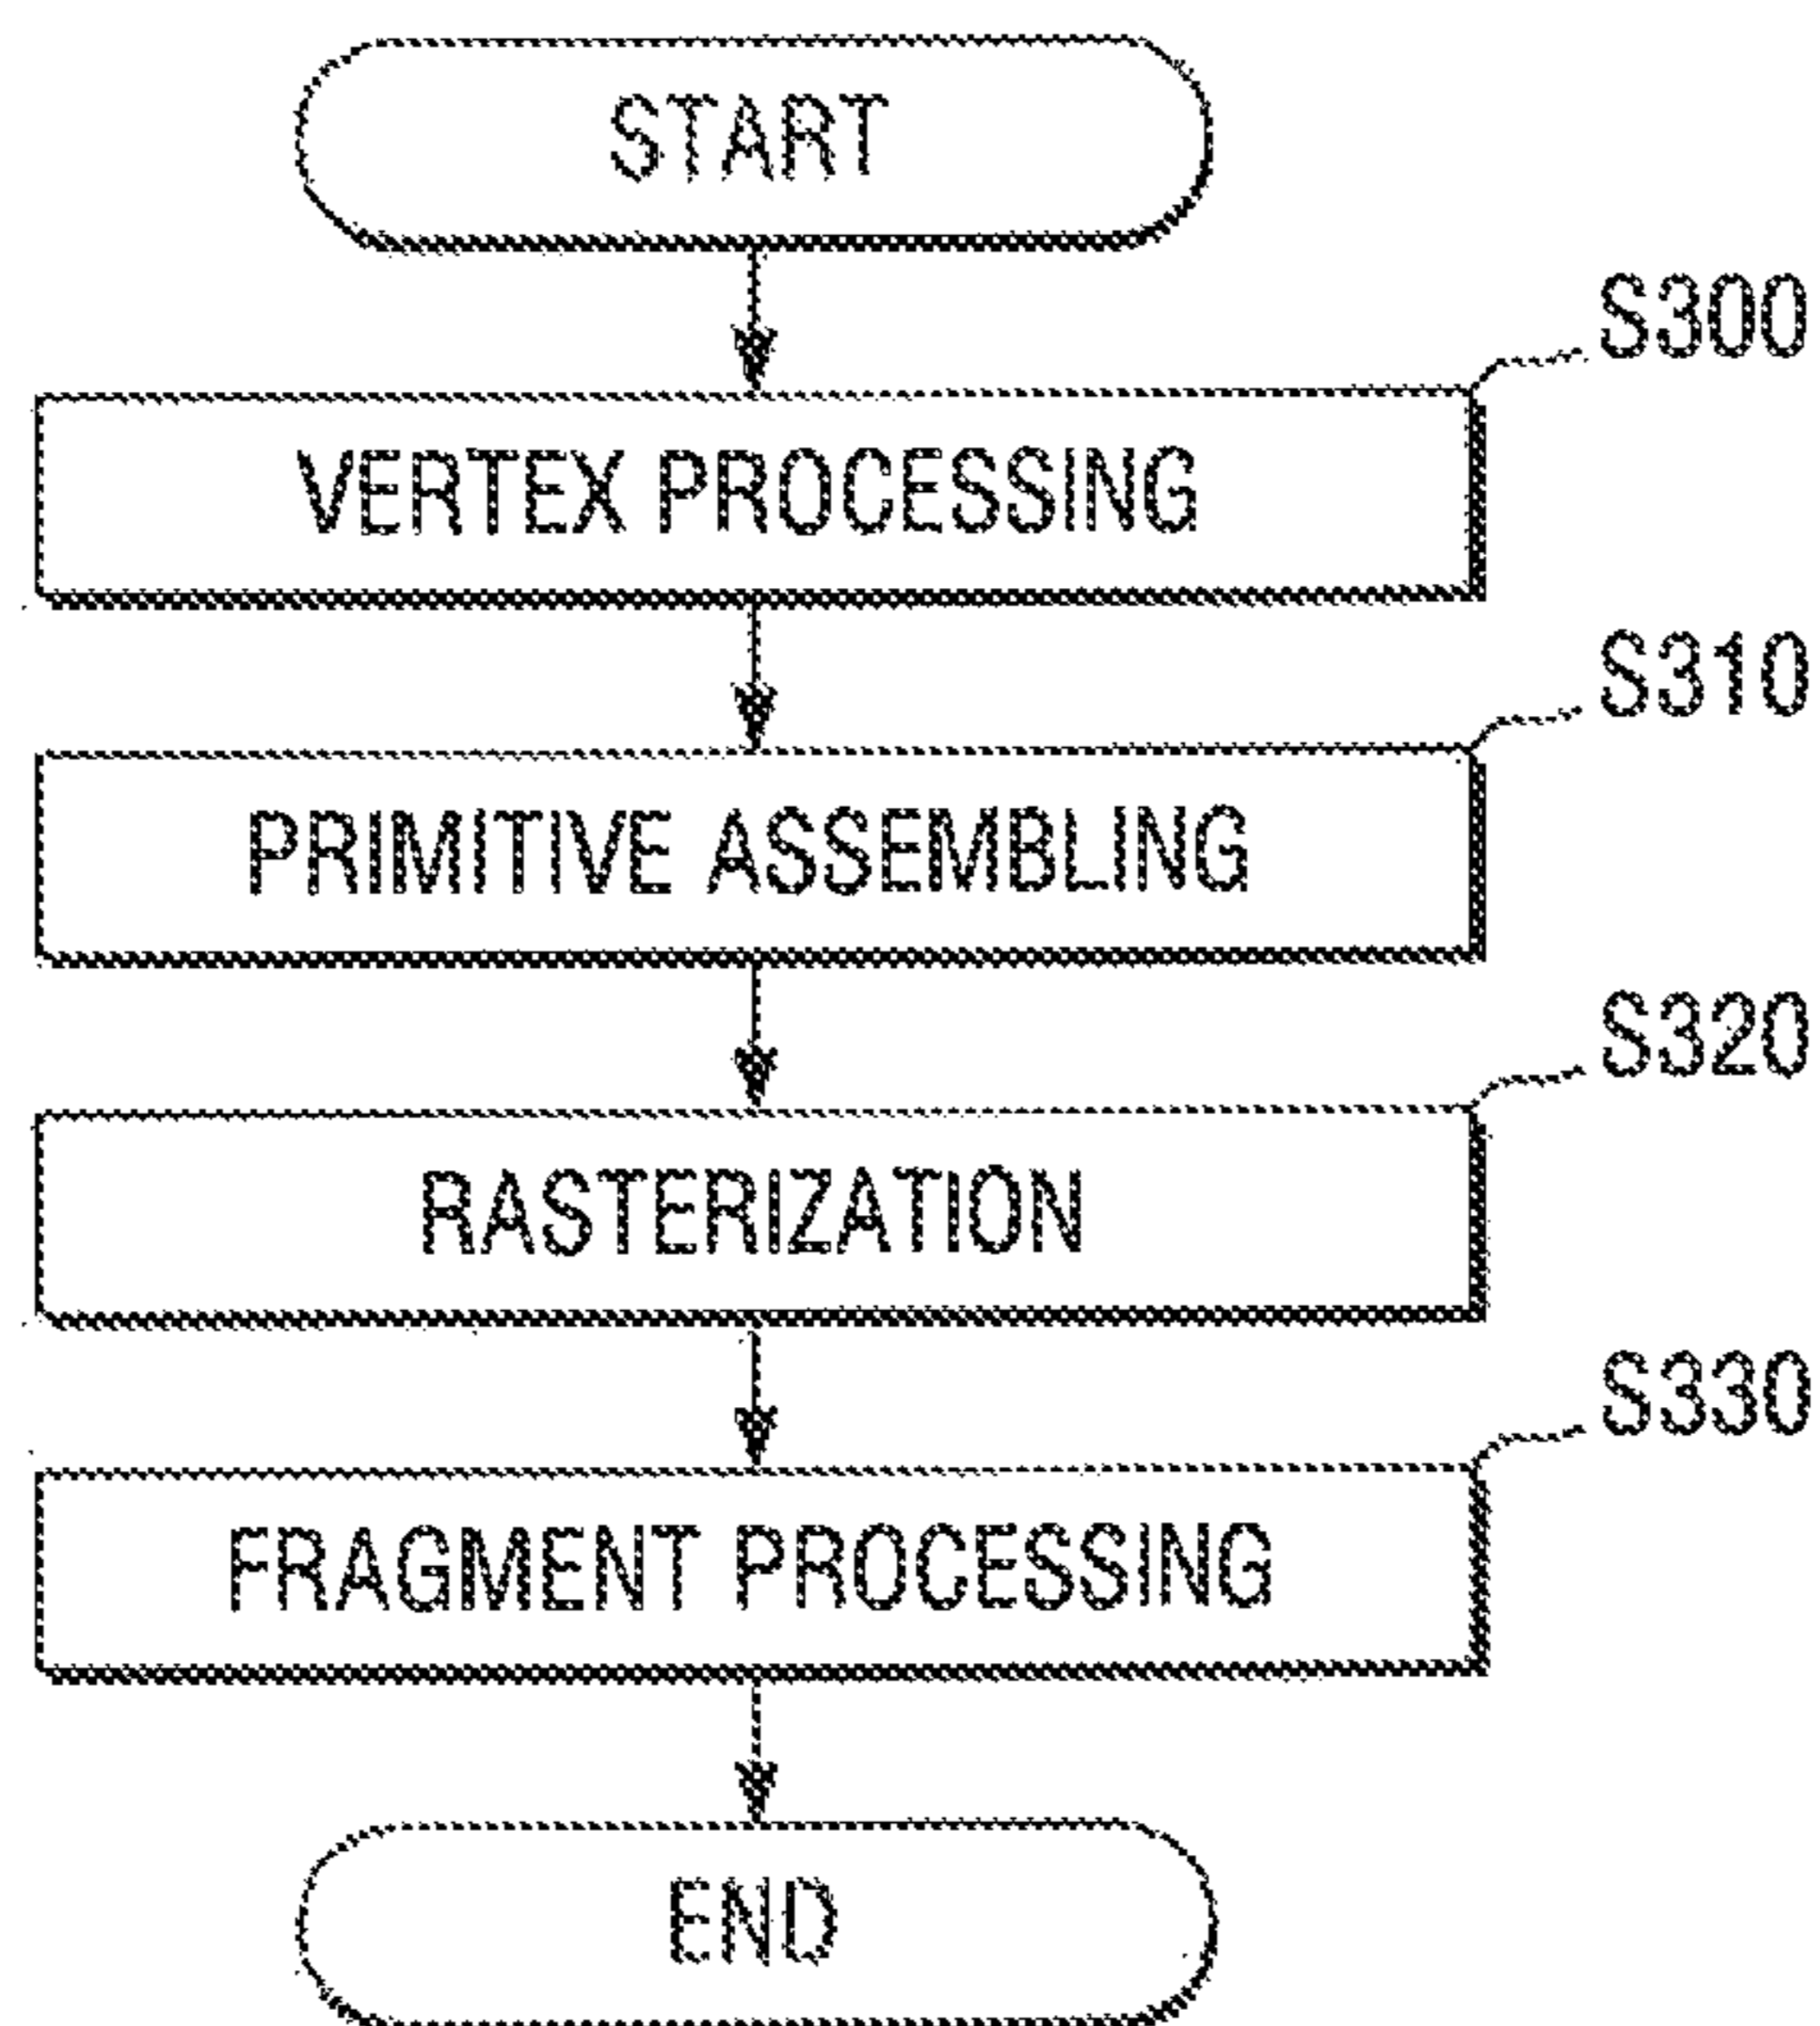 START
S300
VERTEX PROCESSING
S310
PRIMITIVE ASSEMBLING
S320
RASTERIZATION
S330
FRAGMENT PROCESSING
END